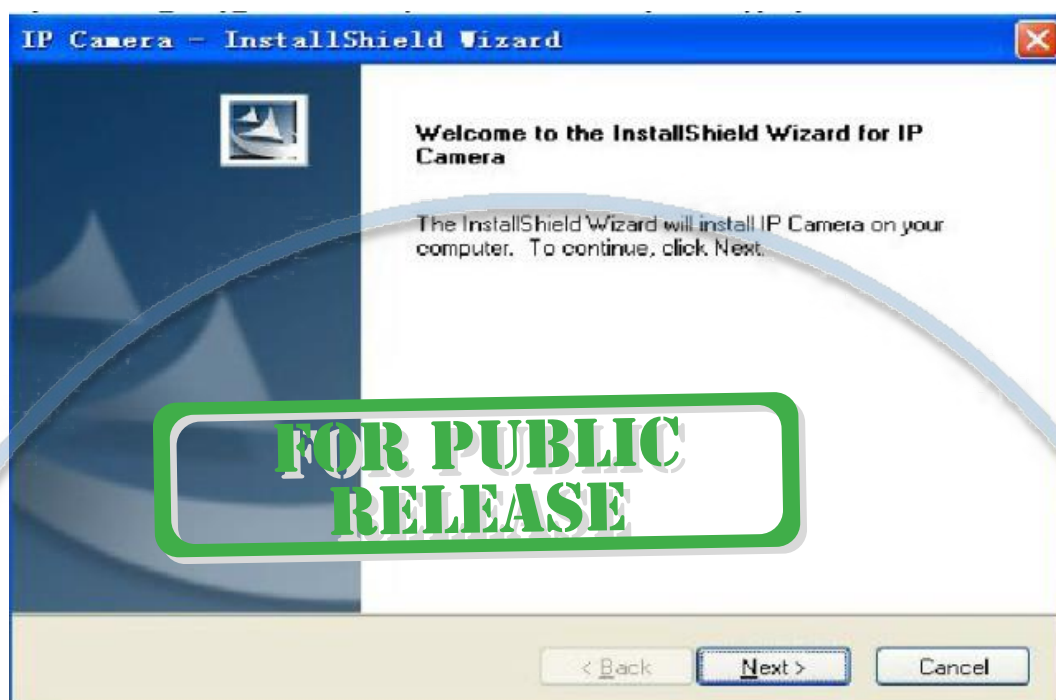 IP Camera - InstallShield Wizard
Welcome to the InstallShield Wizard for IP
Camera
The InstallShield Wizard will install IP Camera on your
computer. To continue, click Next.
FOR PUBLIC
RELEASE
< Back
Next >
Cancel